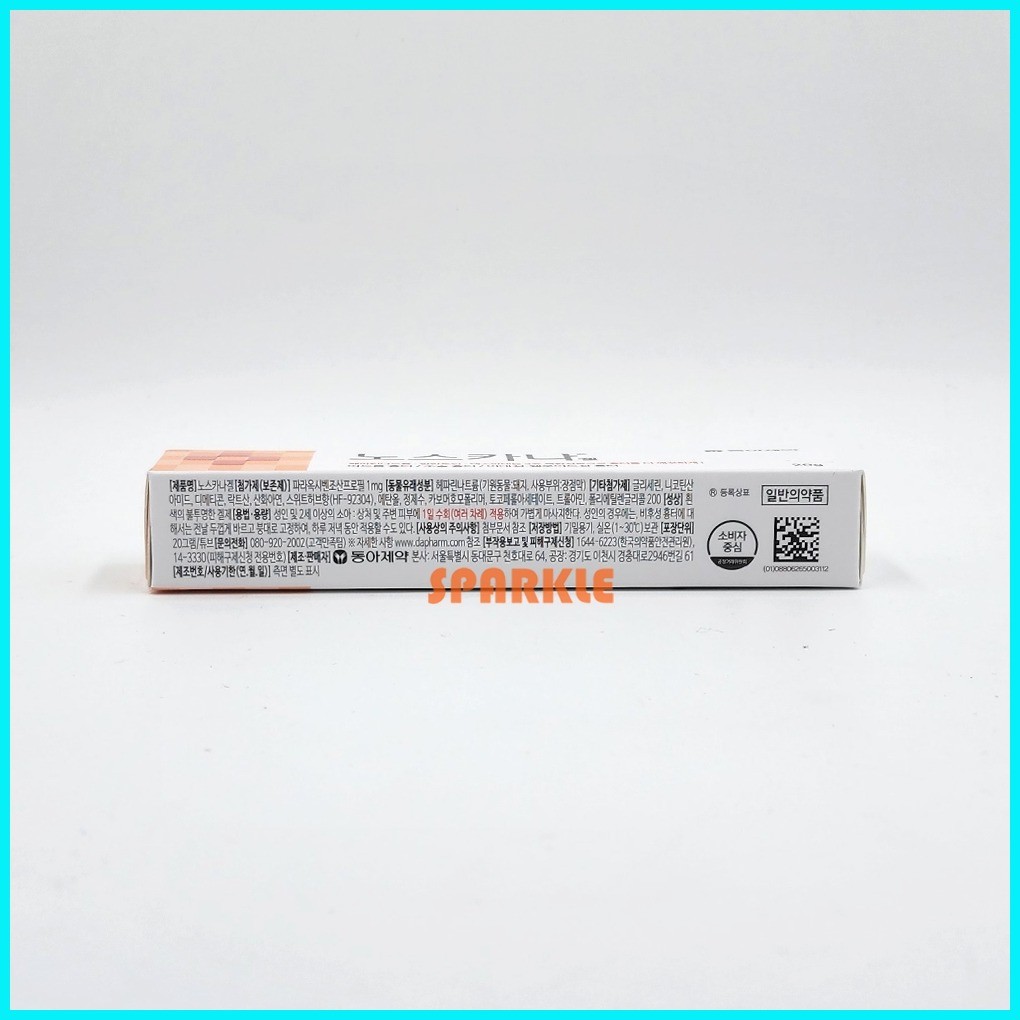 노스카나겔
20g
[제품명] 노스카나겔 [첨가제(보존제)] 파라옥시벤조산프로필 1mg [동물유래성분] 헤파린나트륨(기원동물:돼지, 사용부위:장점막) [기타첨가제] 글리세린, 니코틴산
아미드, 디메티콘, 락트산, 산화아연, 스위트허브향(HF-92304), 에탄올, 정제수, 카보머호모폴리머, 토코페롤아세테이트, 트롤아민, 폴리에틸렌글리콜 200 [성상] 흰
색의 불투명한 겔제 [용법·용량] 성인 및 2세 이상의 소아 : 상처 및 주변 피부에 1일 수회(여러 차례) 적용하여 가볍게 마사지한다. 성인의 경우에는, 비후성 흉터에 대
해서는 전날 두껍게 바르고 붕대로 고정하여, 하루 저녁 동안 적용할 수도 있다. [사용상의 주의사항] 첨부문서 참조 [저장방법] 기밀용기, 실온(1~30℃)보관 [포장단위]
20그램/튜브 [문의전화] 080-920-2002(고객만족팀) ※ 자세한 사항 www.dapharm.com 참조 [부작용보고 및 피해구제신청] 1644-6223(한국의약품안전관리원),
14-3330(피해구제신청 전용번호) [제조·판매자] 동아제약 본사: 서울특별시 동대문구 천호대로 64, 공장: 경기도 이천시 경충대로2946번길 61
[제조번호/사용기한(연,월,일)] 측면 별도 표시
® 등록상표
일반의약품
소비자
중심
공정거래위원회
(01)08806265003112
SPARKLE